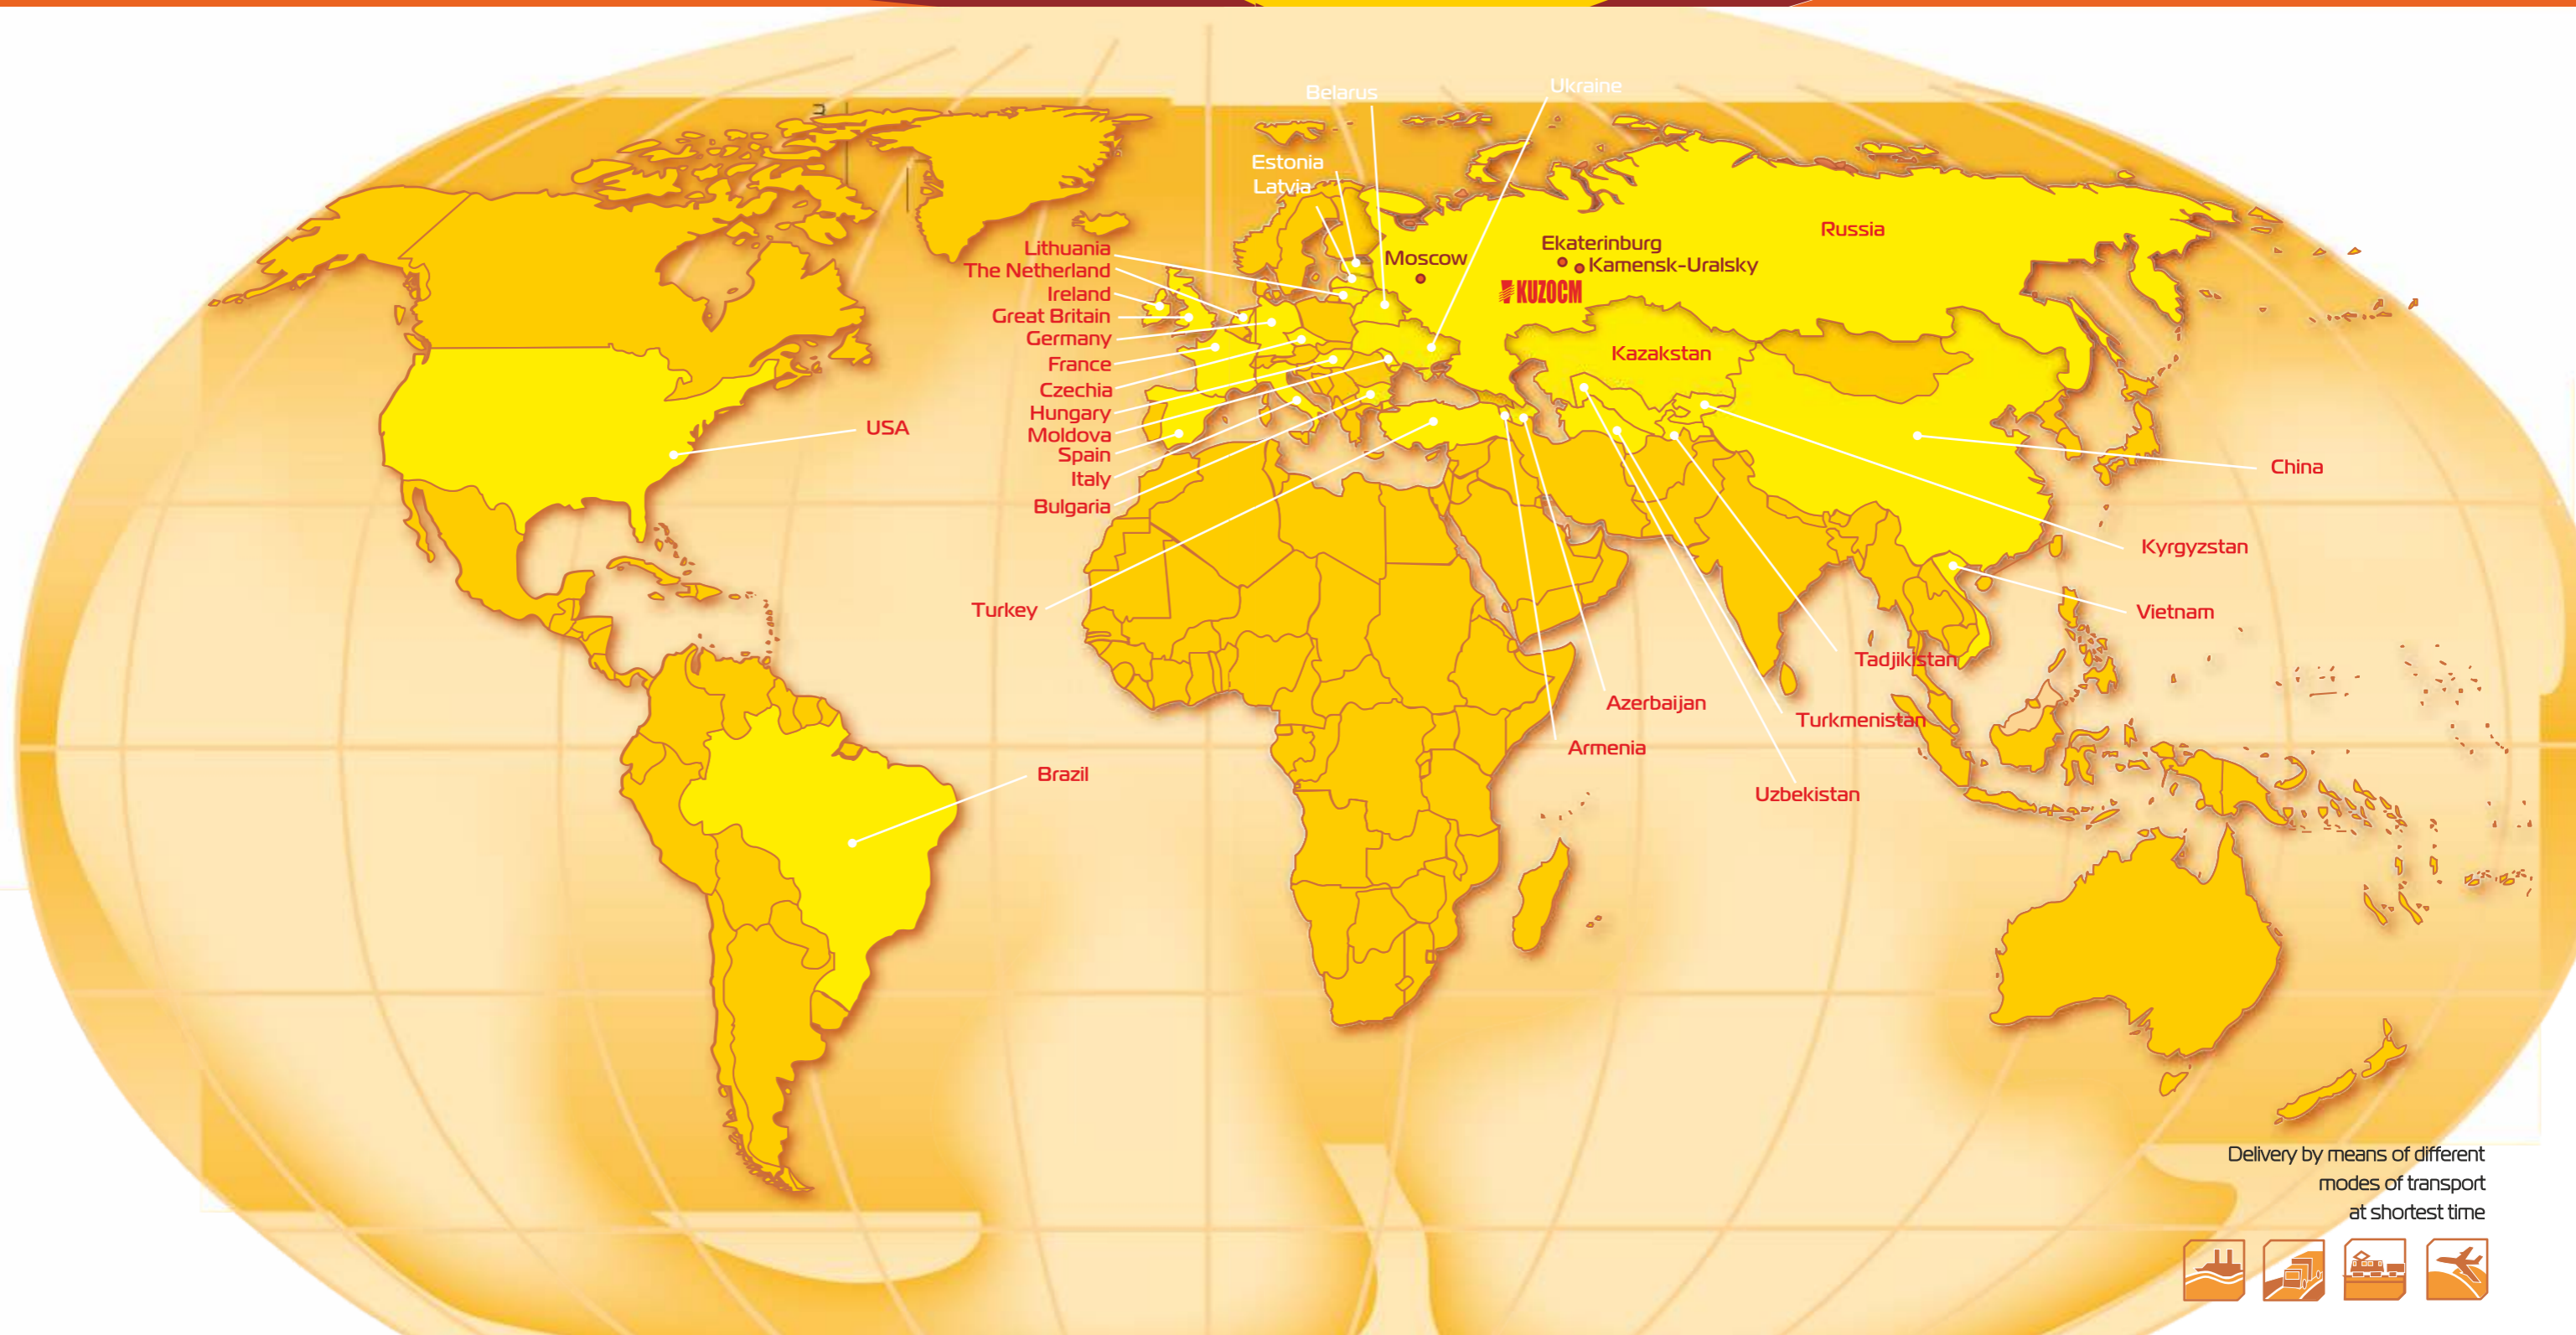 Belarus
Ukraine
Estonia
Latvia
Lithuania
The Netherland
Ireland
Great Britain
Germany
France
Czechia
Hungary
Moldova
Spain
Italy
Bulgaria
Turkey
Moscow
Ekaterinburg
Kamensk-Uralsky
KUZOCM
Russia
Kazakstan
USA
China
Kyrgyzstan
Vietnam
Tadjikistan
Azerbaijan
Turkmenistan
Armenia
Uzbekistan
Brazil
Delivery by means of different
modes of transport
at shortest time